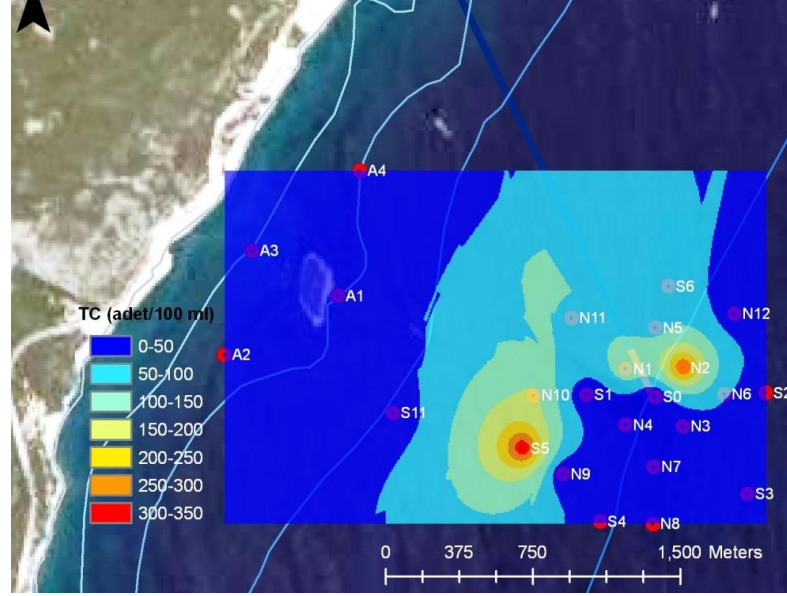 A4
A3
S6
A1
TC (adet/100 ml)
N12
N11
N5
0-50
A2
N1
N2
50-100
100-150
N10
S1
S0
N6
S2
S11
150-200
N4
N3
200-250
S5
N7
250-300
N9
S3
300-350
S4
N8
0 375 750 1,500 Meters